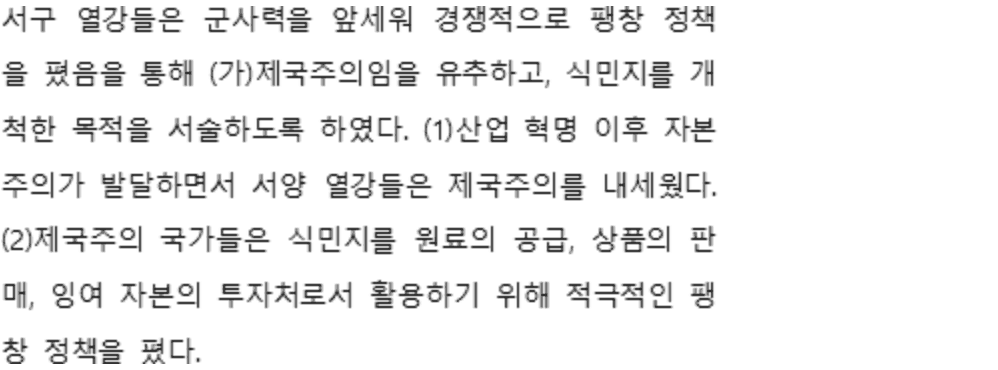 서구 열강들은 군사력을 앞세워 경쟁적으로 팽창 정책
을 폈음을 통해 (가)제국주의임을 유추하고, 식민지를 개
척한 목적을 서술하도록 하였다. (1)산업 혁명 이후 자본
주의가 발달하면서 서양 열강들은 제국주의를 내세웠다.
(2)제국주의 국가들은 식민지를 원료의 공급, 상품의 판
매, 잉여 자본의 투자처로서 활용하기 위해 적극적인 팽
창 정책을 폈다.